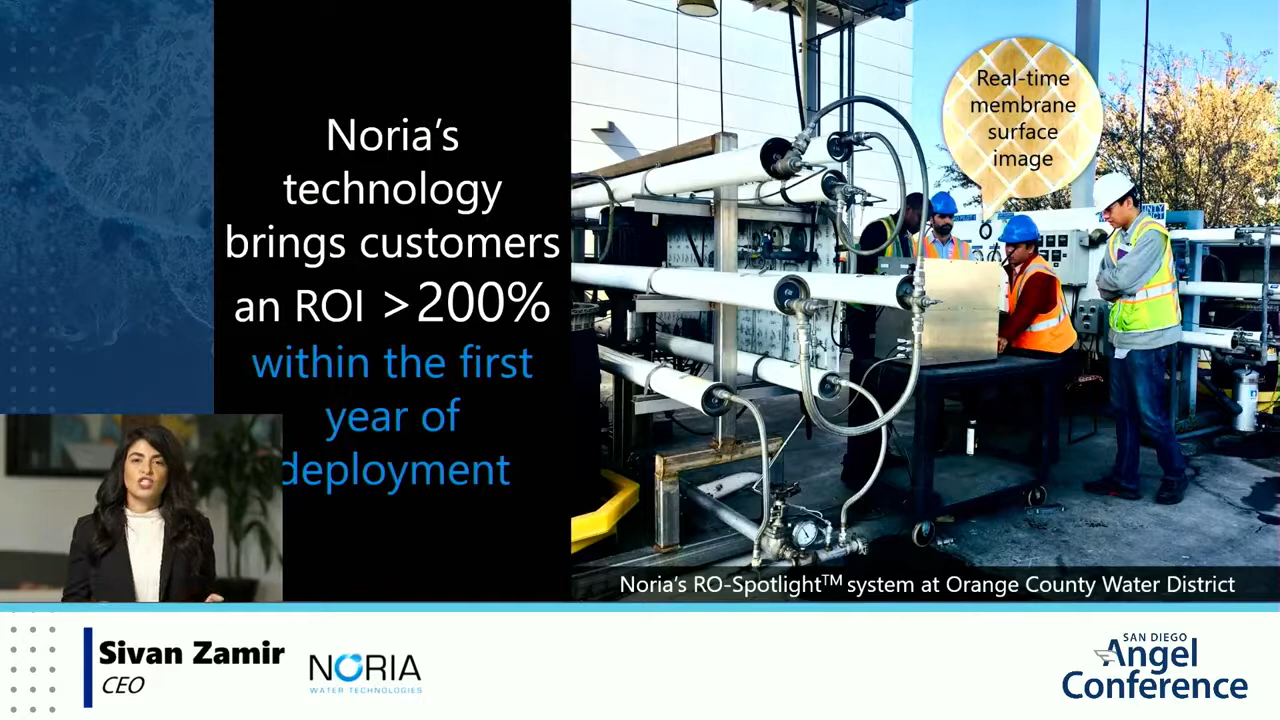 Noria’s
technology
brings customers
an ROI >200%
within the first
year of
deployment
Real-time
membrane
surface
image
Noria’s RO-Spotlight™ system at Orange County Water District
Sivan Zamir
CEO
NORIA
WATER TECHNOLOGIES
SAN DIEGO
Angel
Conference